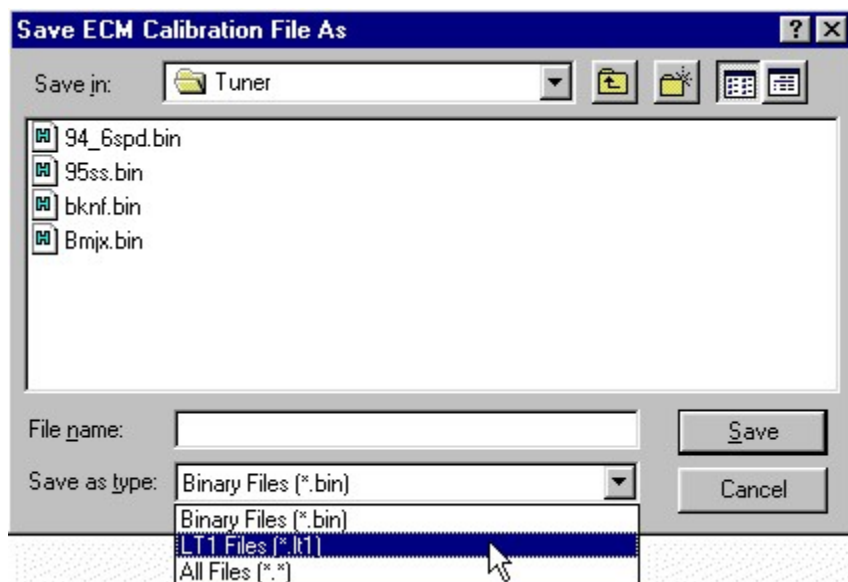 Save ECM Calibration File As
Save in: Tuner
94_6spd.bin
95ss.bin
bknf.bin
Bmjx.bin
File name: Save
Save as type: Binary Files (*.bin) Cancel
Binary Files (*.bin)
LT1 Files (*.lt1)
All Files (*.*)